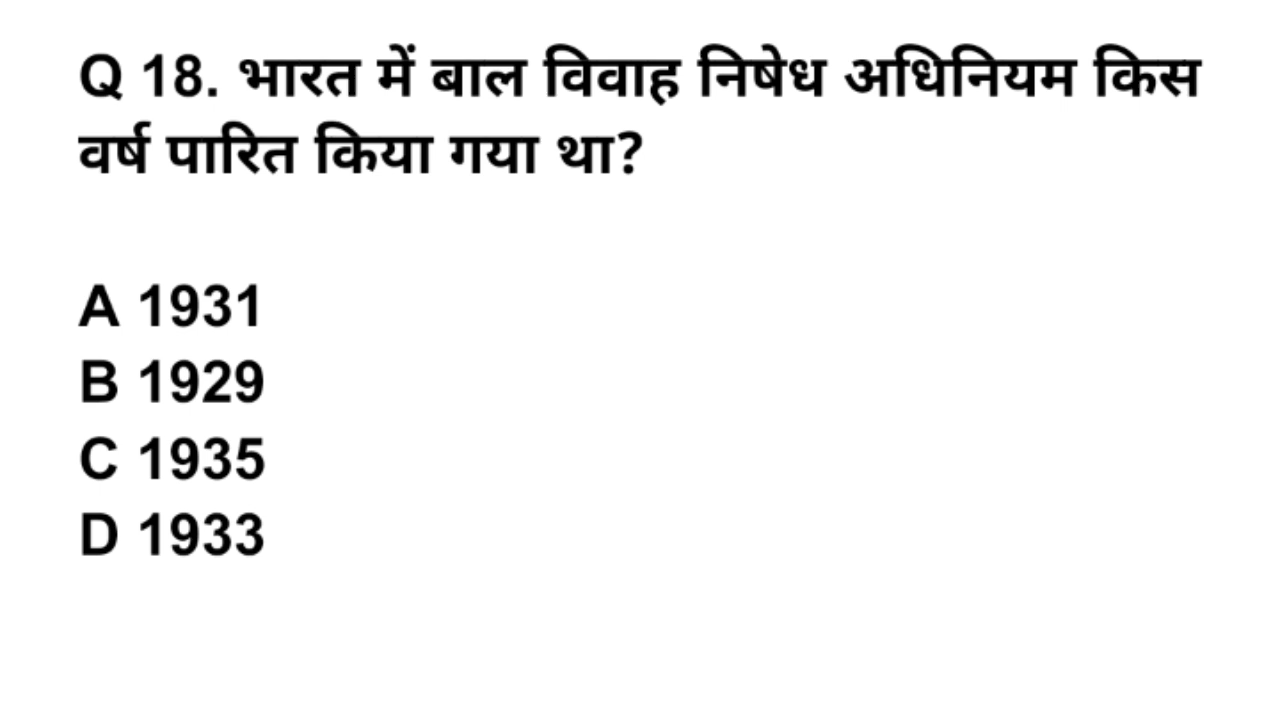 Q 18. भारत में बाल विवाह निषेध अधिनियम किस
वर्ष पारित किया गया था?
A 1931
B 1929
C 1935
D 1933